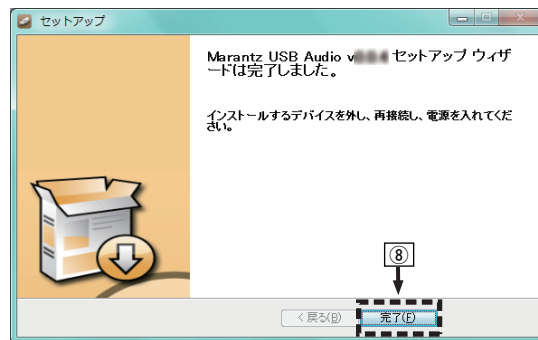 セットアップ
Marantz USB Audio v セットアップ ウィザ
ードは完了しました。
インストールするデバイスを外し、再接続し、電源を入れてくだ
さい。
⑧
< 戻る(B)
完了(F)